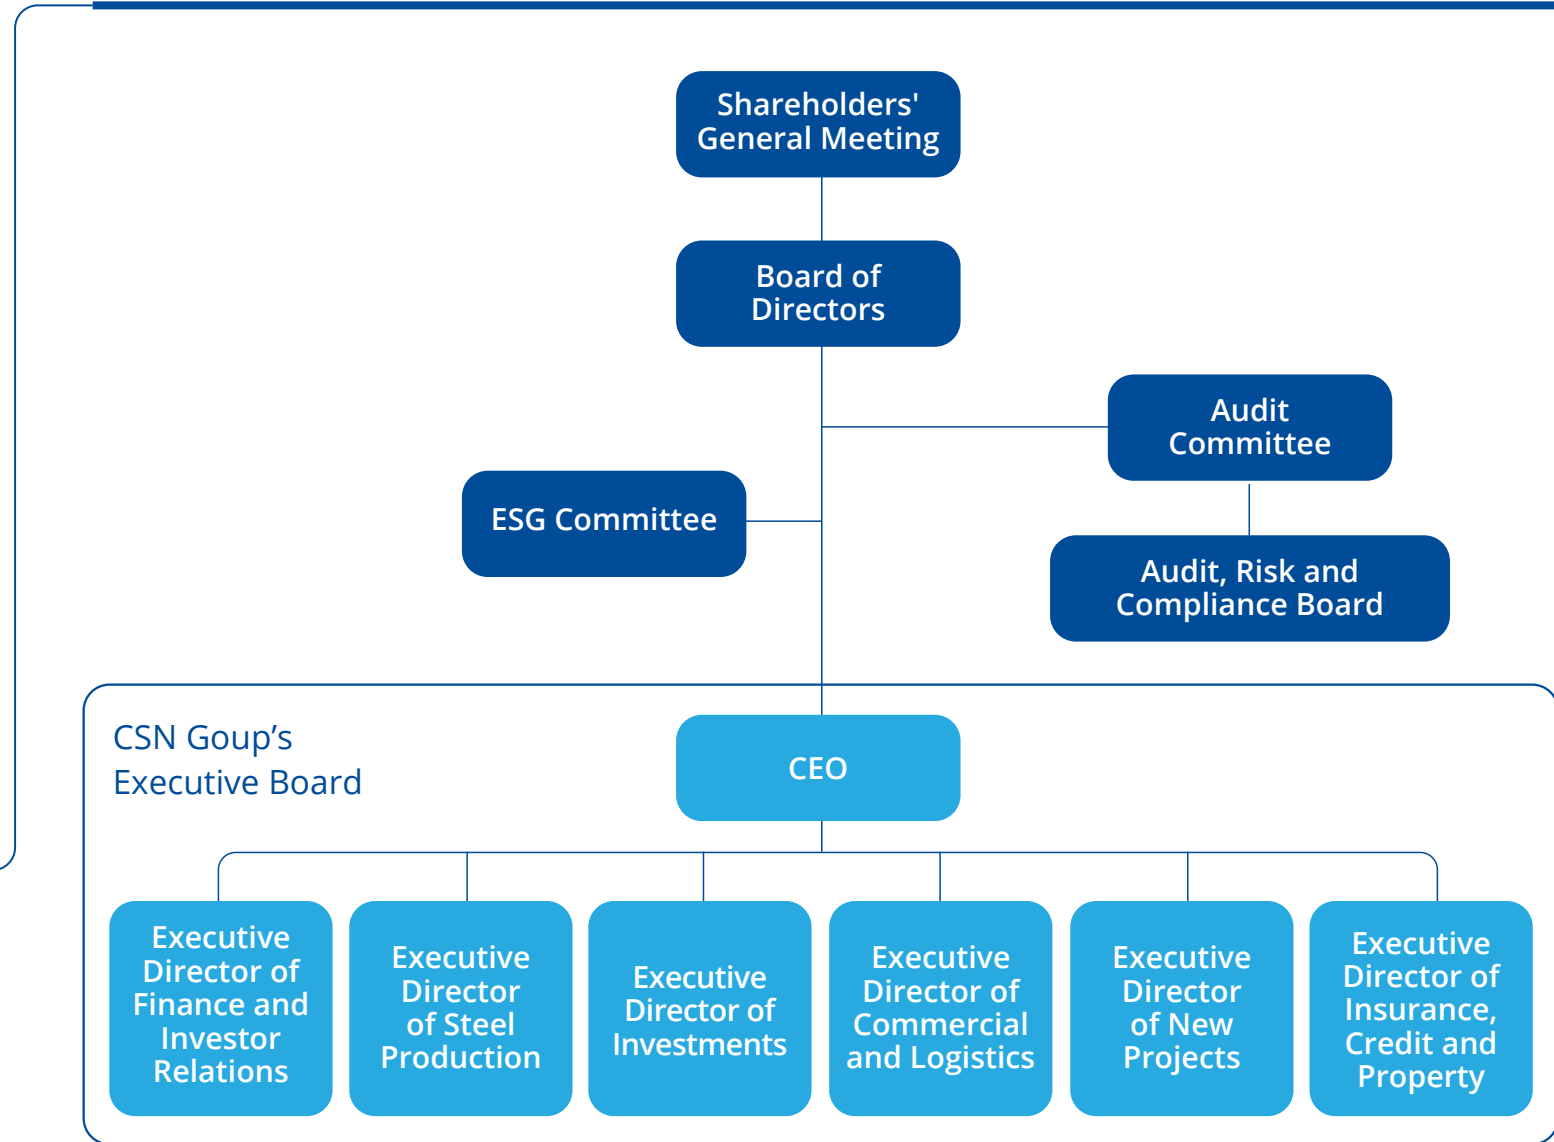 Shareholders'
General Meeting
Board of
Directors
Audit
Committee
ESG Committee
Audit, Risk and
Compliance Board
CSN Goup’s
Executive Board
CEO
Executive
Director of
Finance and
Investor
Relations
Executive
Director
of Steel
Production
Executive
Director of
Investments
Executive
Director of
Commercial
and Logistics
Executive
Director
of New
Projects
Executive
Director of
Insurance,
Credit and
Property